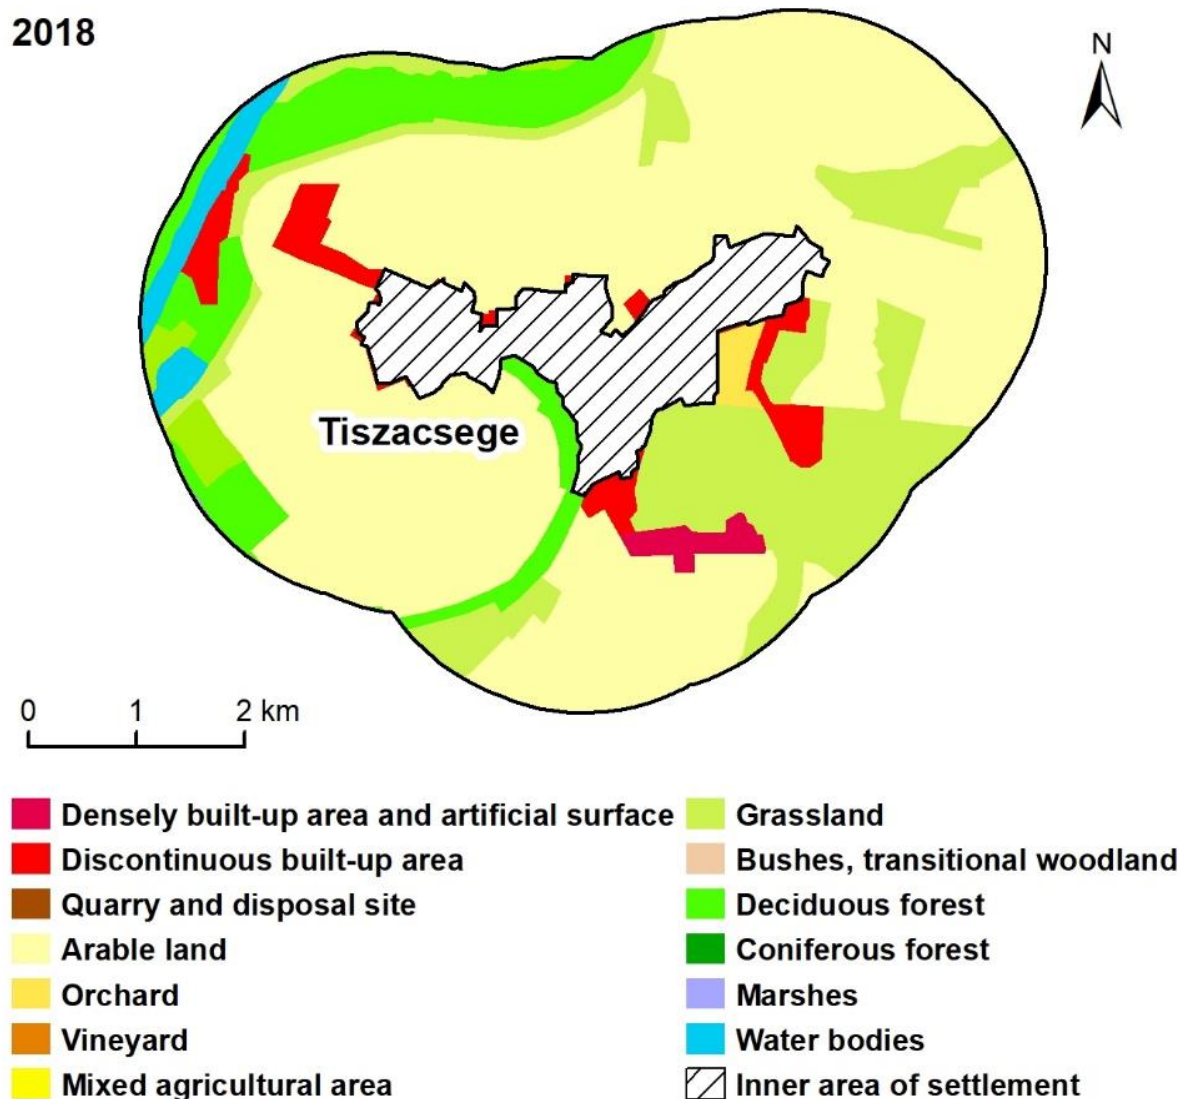 2018
N
Tiszacsege
0 1 2 km
Densely built-up area and artificial surface
Discontinuous built-up area
Quarry and disposal site
Arable land
Orchard
Vineyard
Mixed agricultural area
Grassland
Bushes, transitional woodland
Deciduous forest
Coniferous forest
Marshes
Water bodies
Inner area of settlement